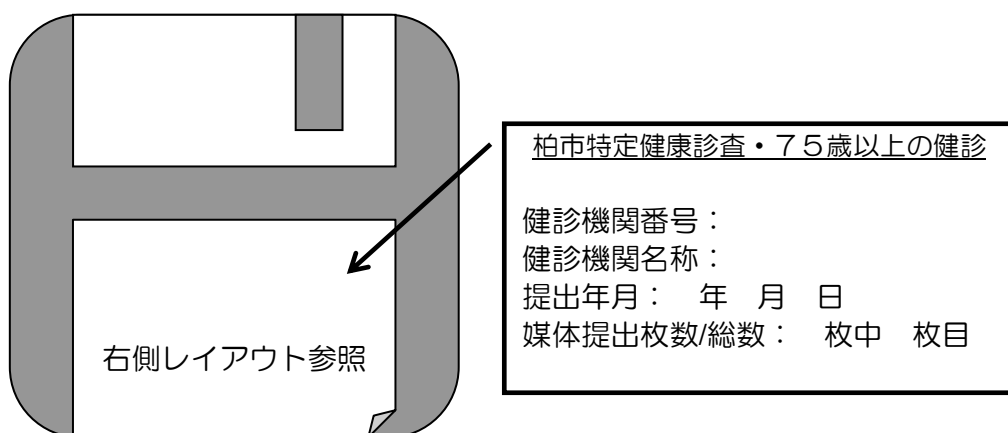 柏市特定健康診査・７５歳以上の健診
健診機関番号：
健診機関名称：
提出年月：　年　月　日
媒体提出枚数/総数：　枚中　枚目
右側レイアウト参照